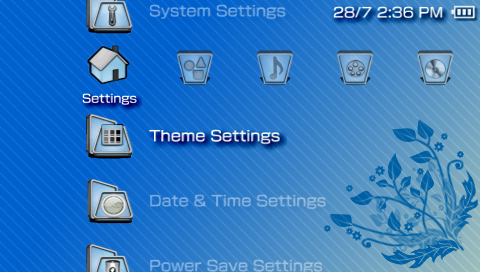 System Settings
28/7 2:36 PM
Settings
Theme Settings
Date & Time Settings
Power Save Settings